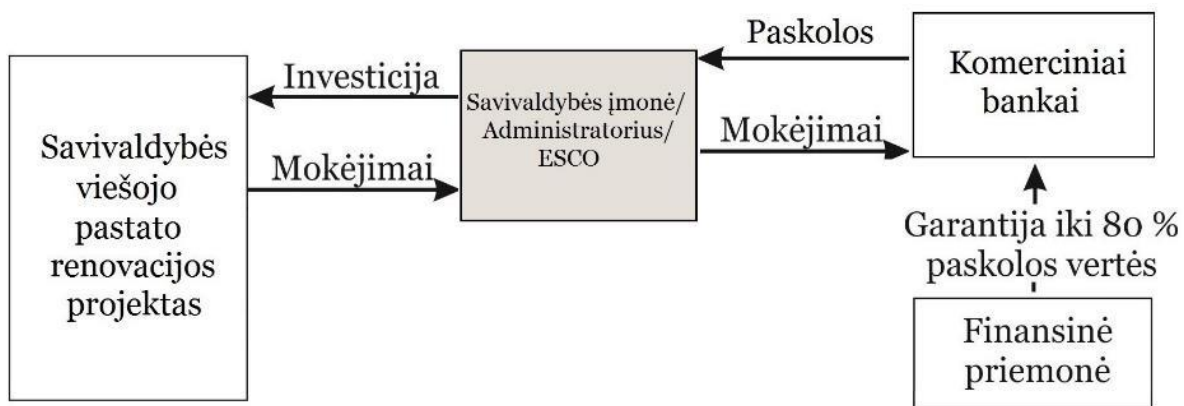 Savivaldybės
viešojo
pastato
renovacijos
projektas
Investicija
Mokėjimai
Savivaldybės įmonė/
Administratorius/
ESCO
Paskolos
Mokėjimai
Komerciniai
bankai
Garantija iki 80 %
paskolos vertės
Finansinė
priemonė